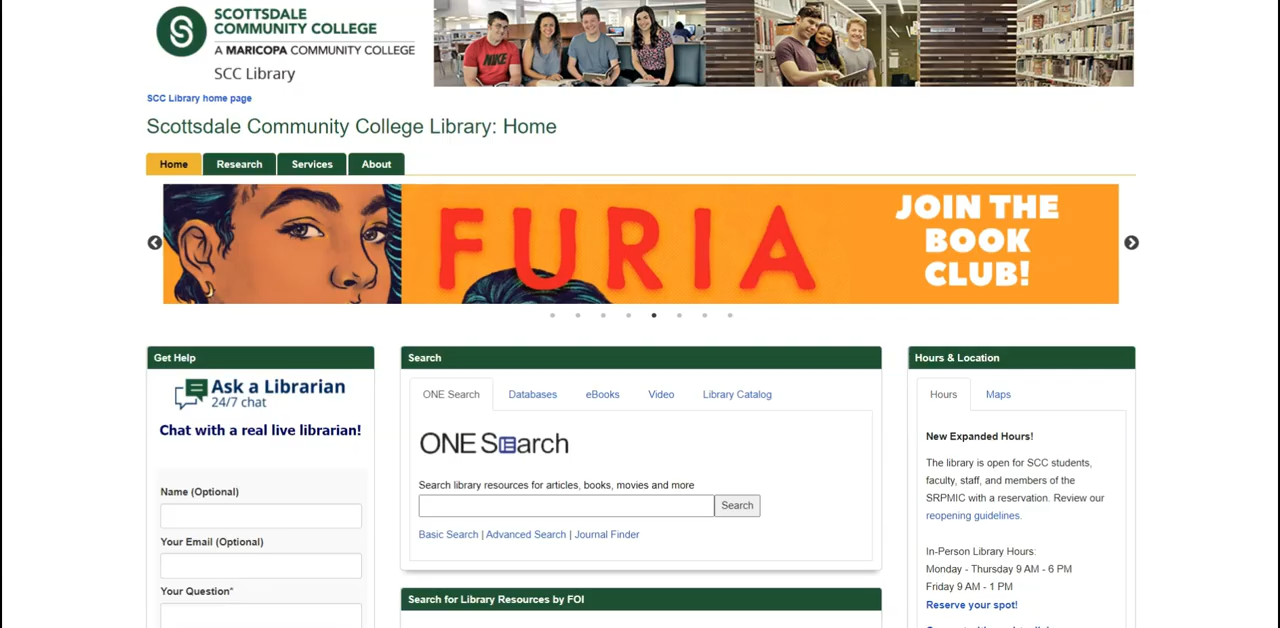 SCOTTSDALE
COMMUNITY COLLEGE
A MARICOPA COMMUNITY COLLEGE
SCC Library
NIKE
SCC Library home page
Scottsdale Community College Library: Home
Home Research Services About
FURIA
JOIN THE
BOOK
CLUB!
Get Help
Ask a Librarian
24/7 chat
Chat with a real live librarian!
Name (Optional)
Your Email (Optional)
Your Question*
Search
ONE Search Databases eBooks Video Library Catalog
ONE Search
Search library resources for articles, books, movies and more
Search
Basic Search | Advanced Search | Journal Finder
Search for Library Resources by FOI
Hours & Location
Hours Maps
New Expanded Hours!
The library is open for SCC students,
faculty, staff, and members of the
SRPMIC with a reservation. Review our
reopening guidelines.
In-Person Library Hours:
Monday - Thursday 9 AM - 6 PM
Friday 9 AM - 1 PM
Reserve your spot!